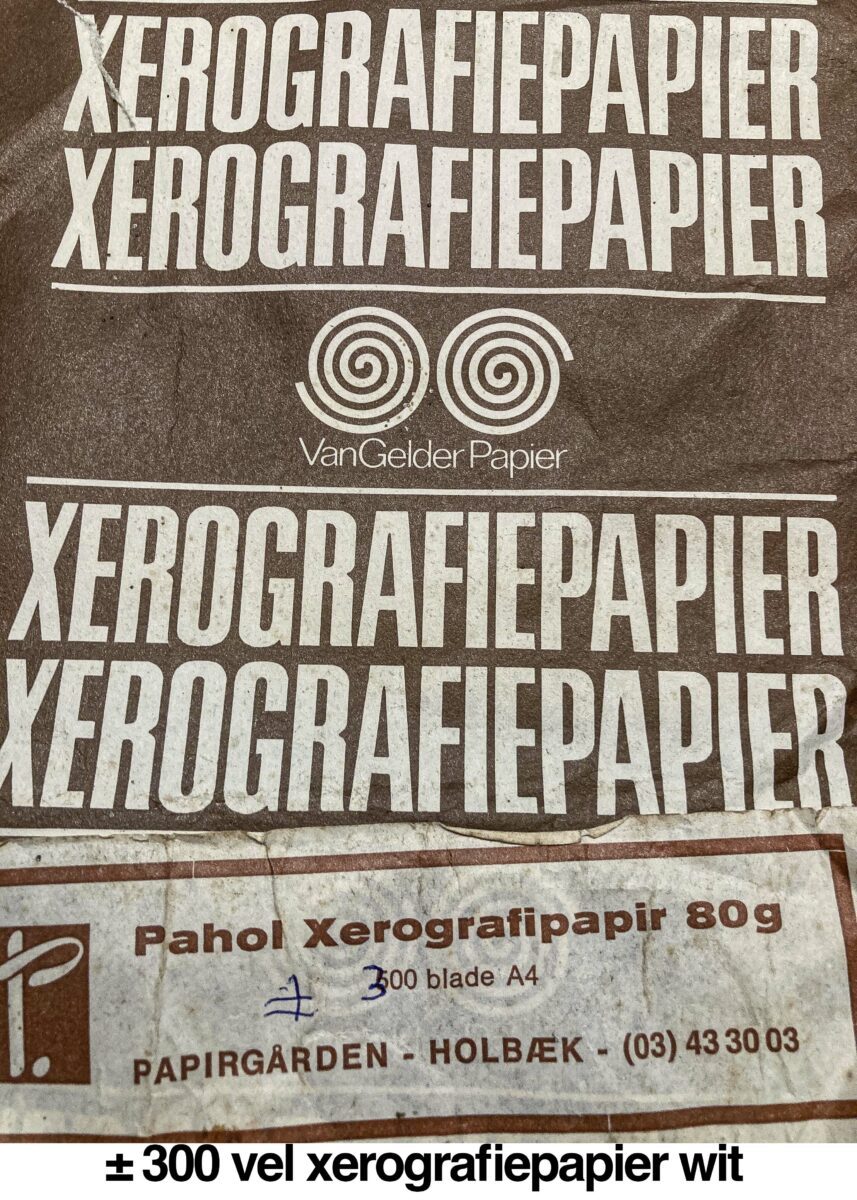 XEROGRAFIEPAPIER
XEROGRAFIEPAPIER
VanGelder Papier
XEROGRAFIEPAPIER
XEROGRAFIEPAPIER
Pahol Xerografipapir 80g
± 300 blade A4
PAPIRGÅRDEN - HOLBÆK - (03) 43 30 03
± 300 vel xerografiepapier wit